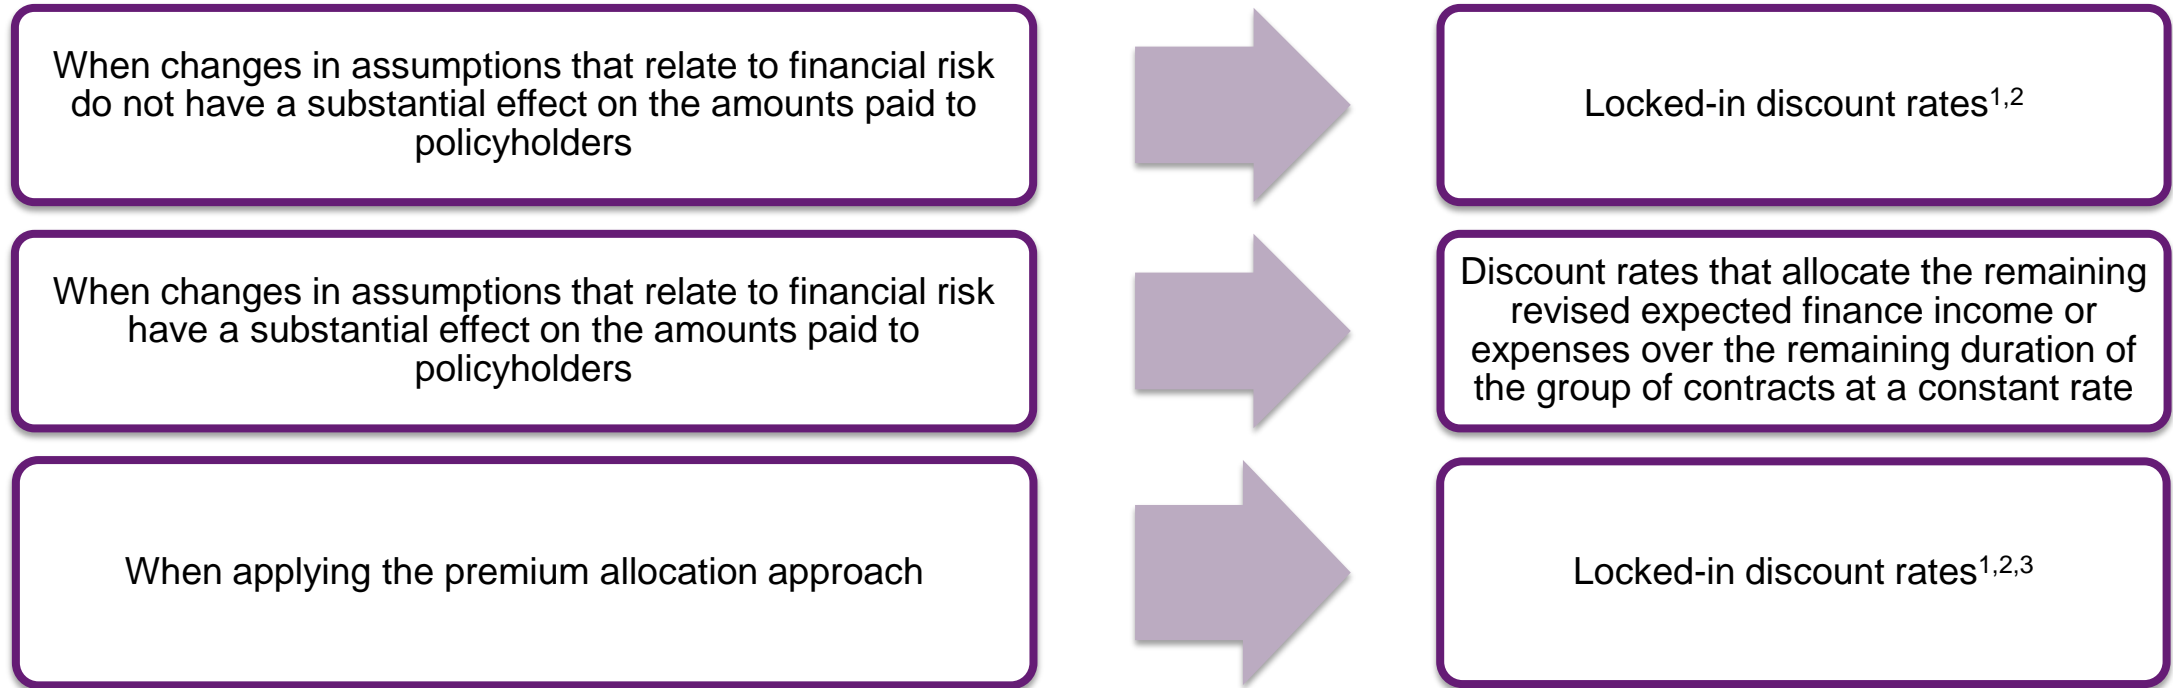 When changes in assumptions that relate to financial risk
do not have a substantial effect on the amounts paid to
policyholders
Locked-in discount rates1,2
When changes in assumptions that relate to financial risk
have a substantial effect on the amounts paid to
policyholders
Discount rates that allocate the remaining
revised expected finance income or
expenses over the remaining duration of
the group of contracts at a constant rate
When applying the premium allocation approach
Locked-in discount rates1,2,3